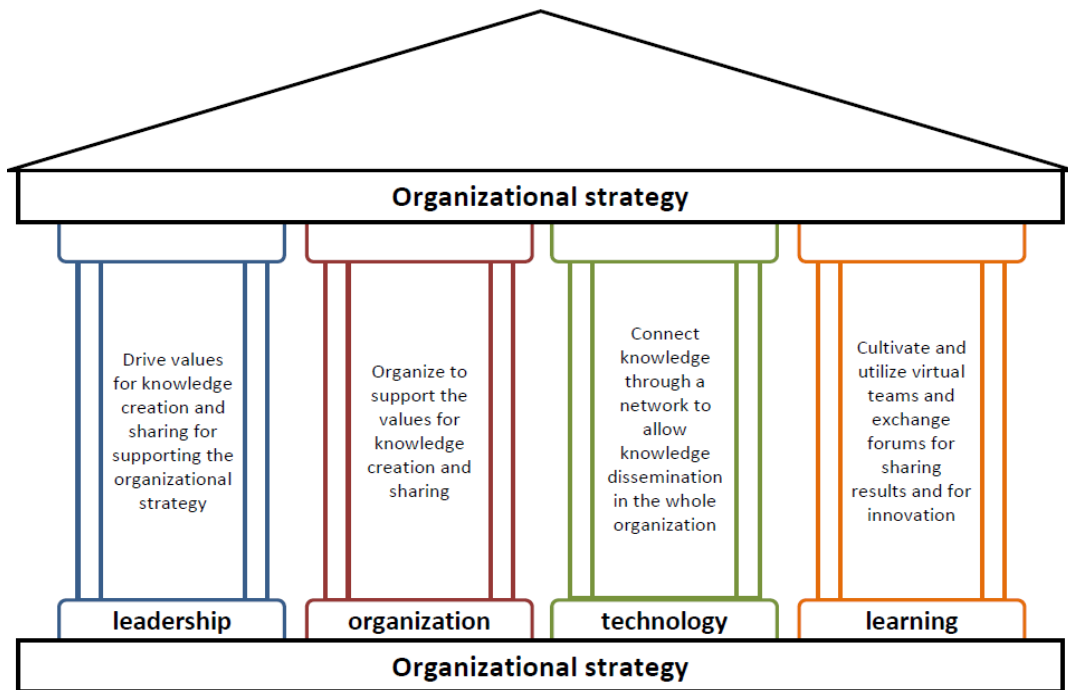 Organizational strategy
Drive values
for knowledge
creation and
sharing for
supporting the
organizational
strategy
Organize to
support the
values for
knowledge
creation and
sharing
Connect
knowledge
through a
network to
allow
knowledge
dissemination
in the whole
organization
Cultivate and
utilize virtual
teams and
exchange
forums for
sharing
results and for
innovation
leadership
organization
technology
learning
Organizational strategy